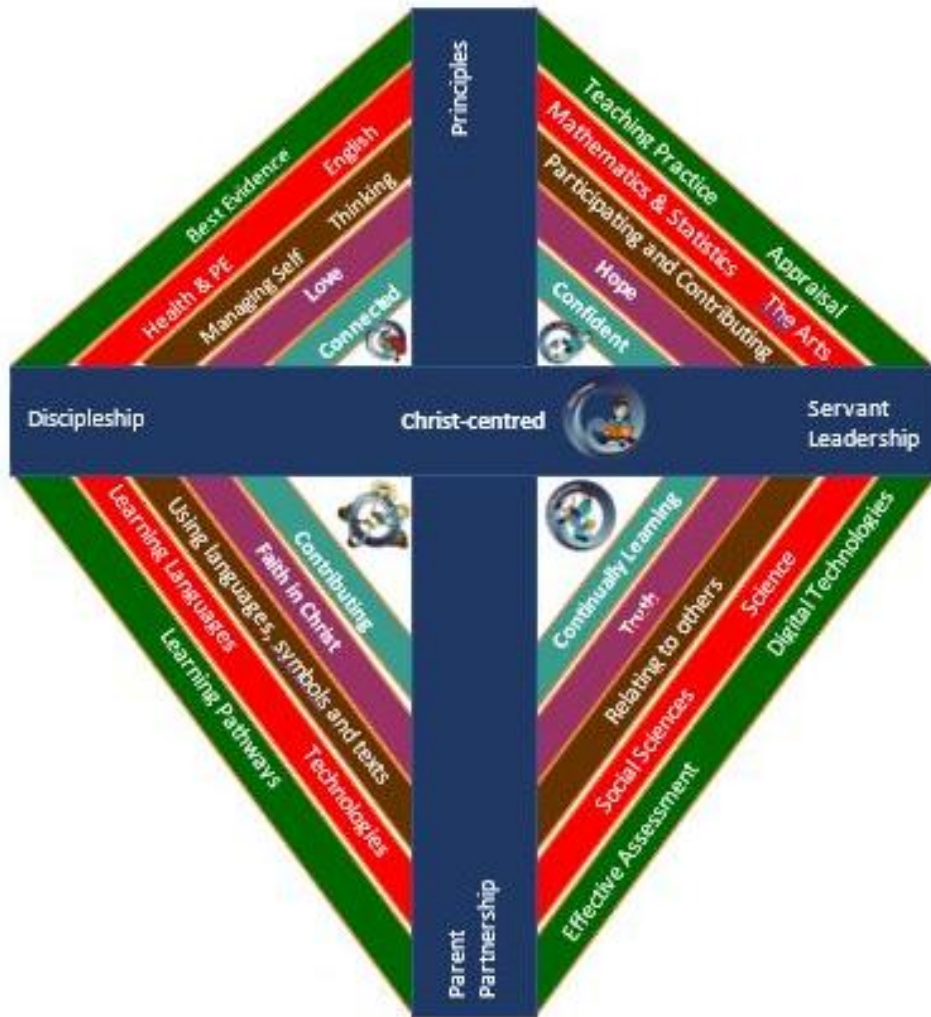 Principles
Best Evidence
English
Health & PE
Thinking
Managing Self
Love
Connected
Teaching Practice
Appraisal
Mathematics & Statistics
The Arts
Participating and Contributing
Hope
Confident
Discipleship
Christ-centred
Servant
Leadership
Contributing
Faith in Christ
Using languages, symbols and texts
Learning Languages
Technologies
Learning Pathways
Continually Learning
Truth
Relating to others
Science
Social Sciences
Digital Technologies
Effective Assessment
Parent
Partnership